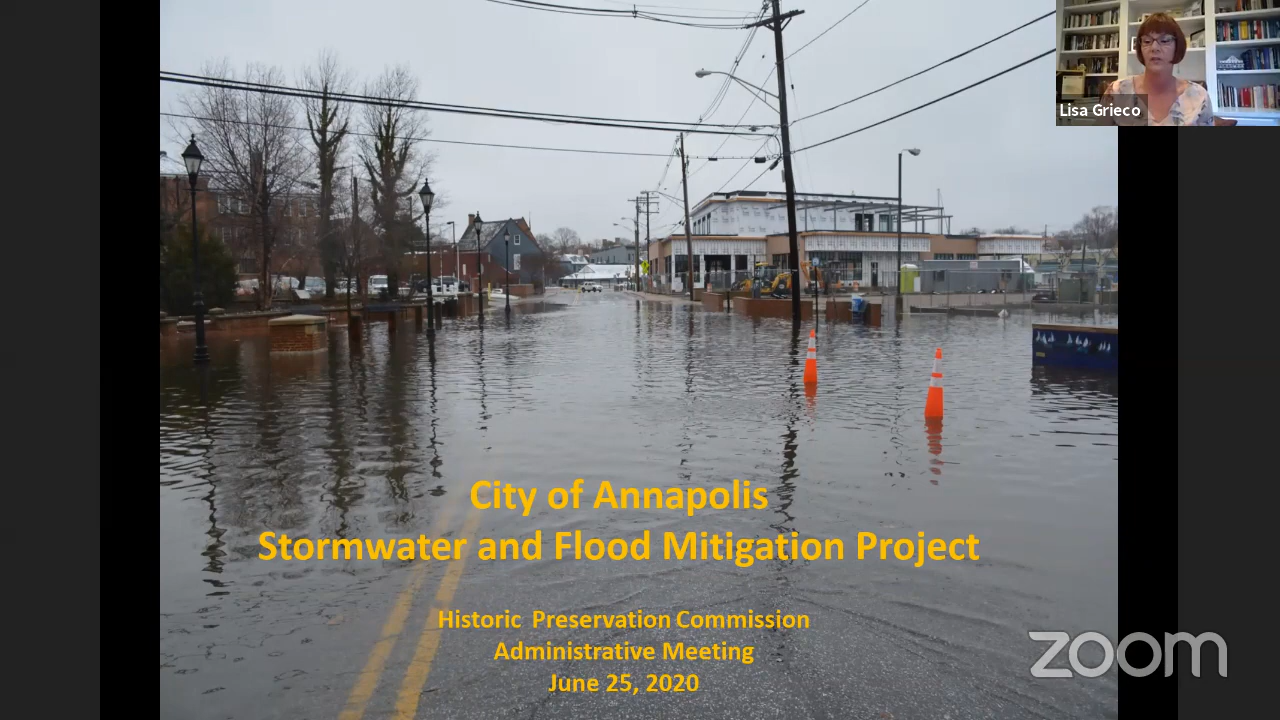 Lisa Grieco
City of Annapolis
Stormwater and Flood Mitigation Project
Historic Preservation Commission
Administrative Meeting
June 25, 2020
zoom